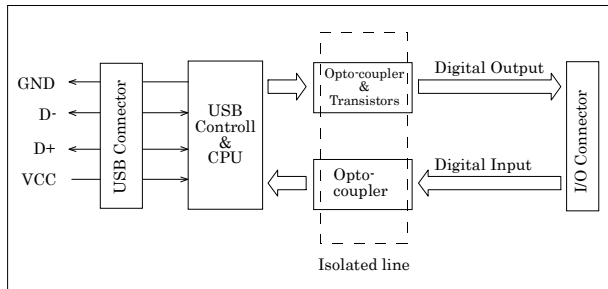 GND
D-
D+
VCC
USB Connector
USB
Controll
&
CPU
Opto-coupler
&
Transistors
Digital Output
Opto-
coupler
Digital Input
I/O Connector
Isolated line